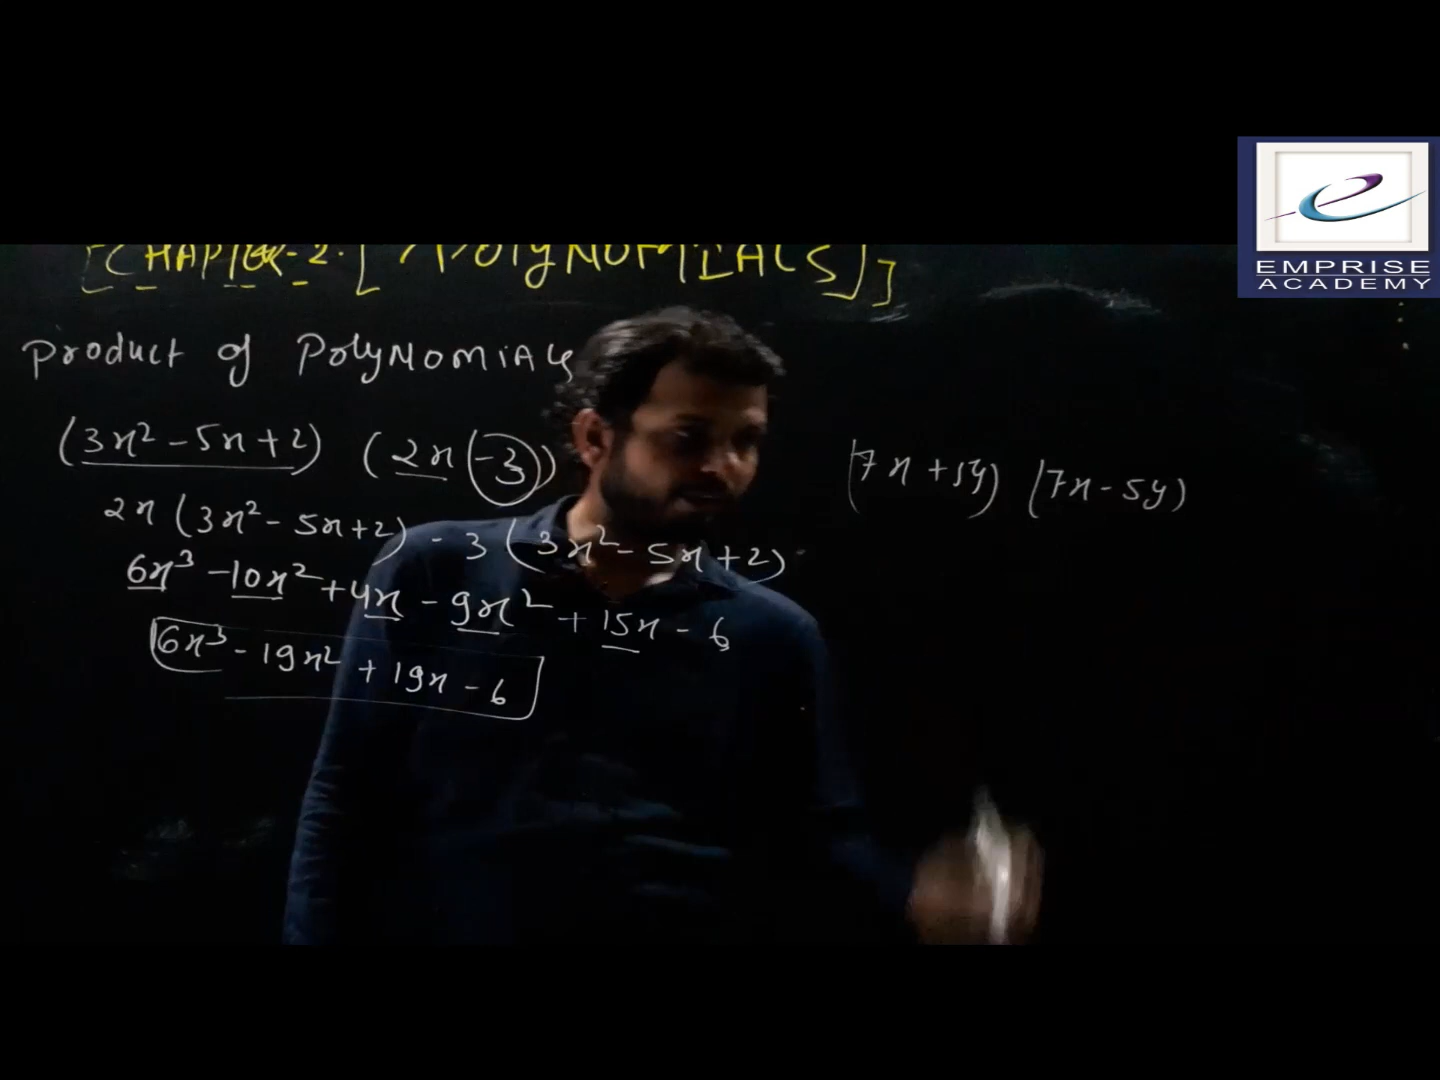 [CHAPTER-2.[POLYNOMIALS]]
EMPRISE
ACADEMY
Product of POLYNOMIALS
(3x² - 5x + 2) (2x - 3)
(7x + 5y) (7x - 5y)
2x (3x² - 5x + 2) - 3 (3x² - 5x + 2)
6x³ - 10x² + 4x - 9x² + 15x - 6
6x³ - 19x² + 19x - 6